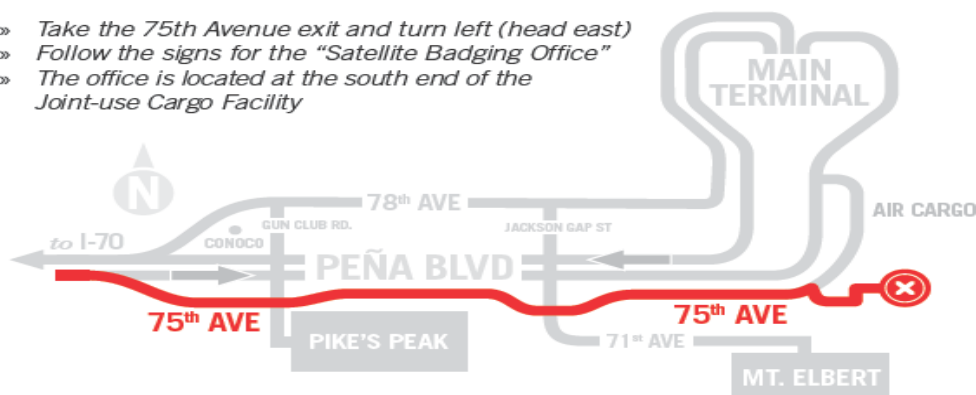 » Take the 75th Avenue exit and turn left (head east)
» Follow the signs for the “Satellite Badging Office”
» The office is located at the south end of the
Joint-use Cargo Facility
MAIN
TERMINAL
N
78th AVE
AIR CARGO
GUN CLUB RD.
JACKSON GAP ST
to I-70
CONOCO
PEÑA BLVD
75th AVE
75th AVE
PIKE'S PEAK
71st AVE
MT. ELBERT